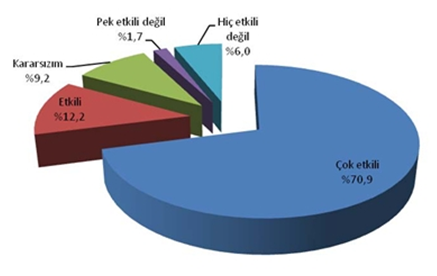 Pek etkili değil
%1,7
Hiç etkili
değil
%6,0
Kararsızım
%9,2
Etkili
%12,2
Çok etkili
%70,9